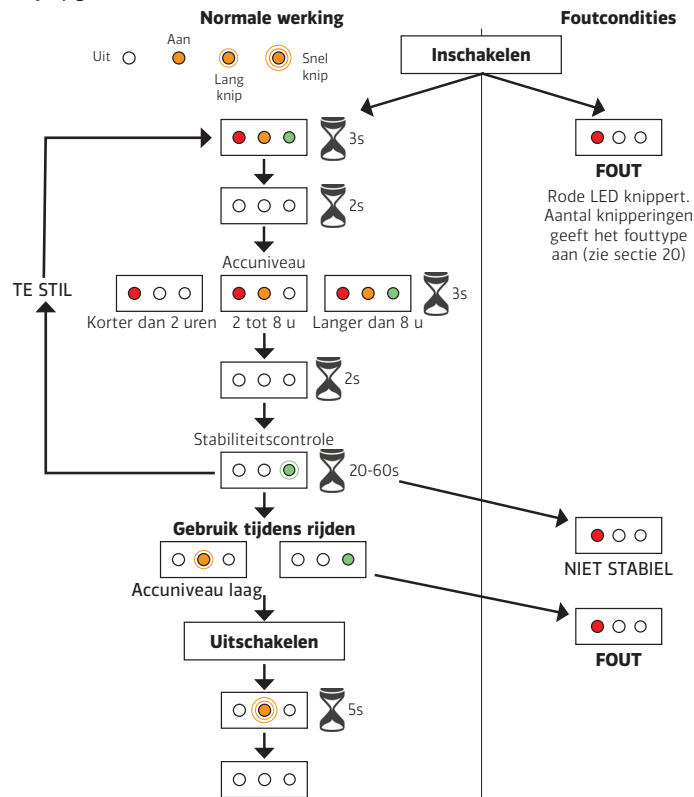 Normale werking
Foutcondities
Uit
Aan
Lang
knip
Snel
knip
Inschakelen
3s
FOUT
Rode LED knippert.
Aantal knipperingen
geeft het fouttype
aan (zie sectie 20)
2s
Accuniveau
TE STIL
3s
Korter dan 2 uren
2 tot 8 u
Langer dan 8 u
2s
Stabiliteitscontrole
20-60s
Gebruik tijdens rijden
NIET STABIEL
Accuniveau laag
Uitschakelen
FOUT
5s